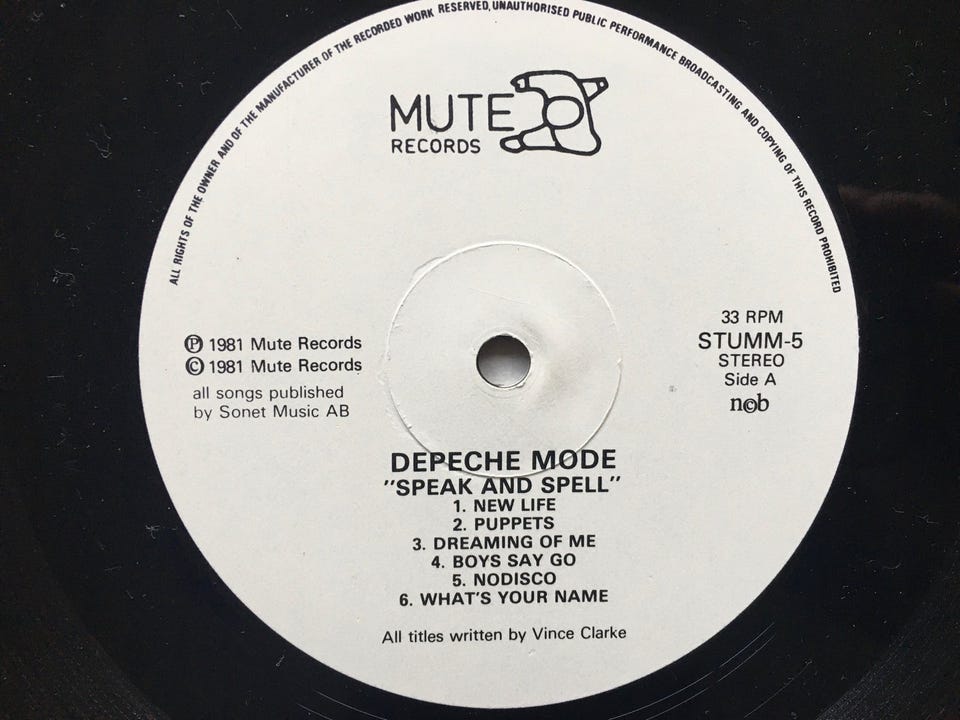 ALL RIGHTS OF THE OWNER AND OF THE MANUFACTURER OF THE RECORDED WORK RESERVED, UNAUTHORISED PUBLIC PERFORMANCE BROADCASTING AND COPYING OF THIS RECORD PROHIBITED
MUTE
RECORDS
Ⓟ 1981 Mute Records
© 1981 Mute Records
all songs published
by Sonet Music AB
33 RPM
STUMM-5
STEREO
Side A
n©b
DEPECHE MODE
"SPEAK AND SPELL"
1. NEW LIFE
2. PUPPETS
3. DREAMING OF ME
4. BOYS SAY GO
5. NODISCO
6. WHAT'S YOUR NAME
All titles written by Vince Clarke